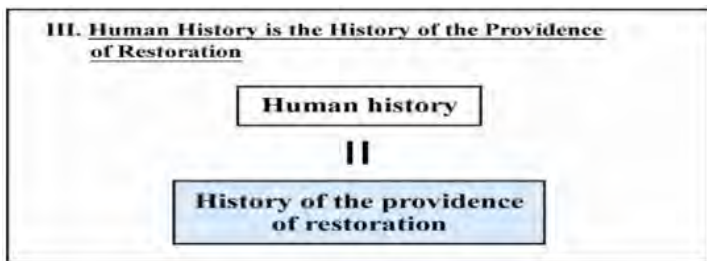 III. Human History is the History of the Providence
of Restoration
Human history
History of the providence
of restoration